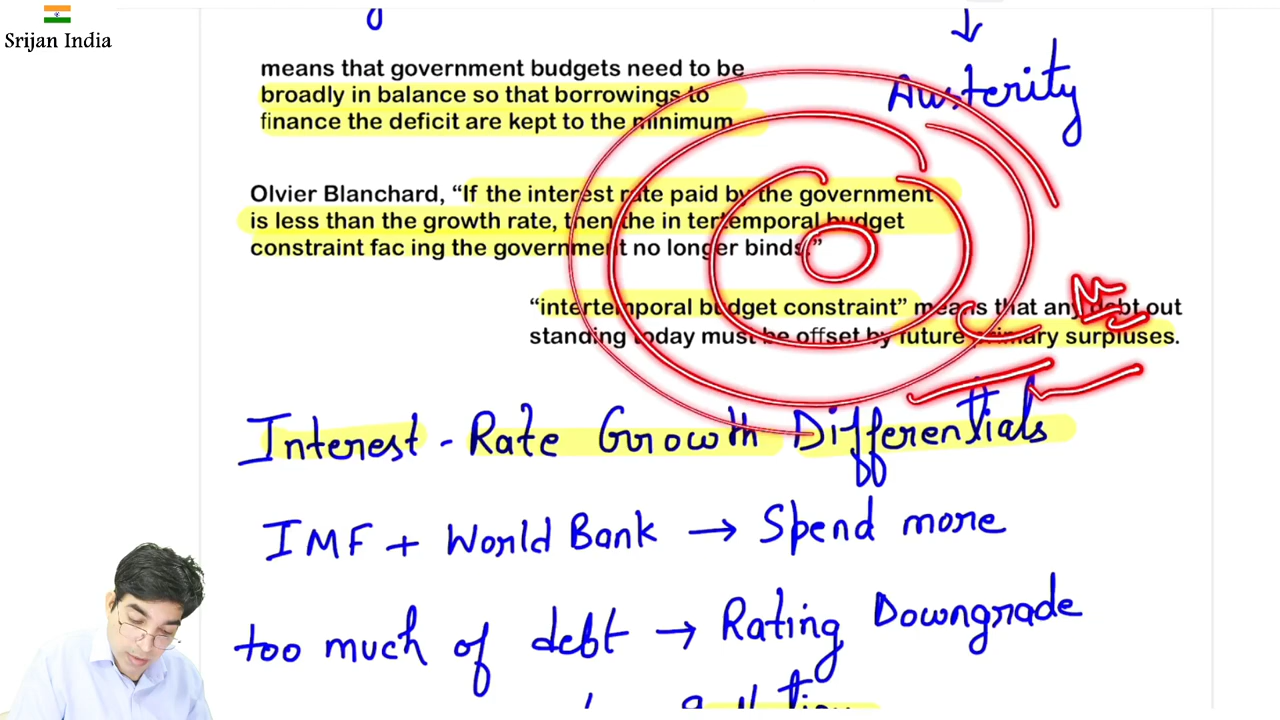 Srijan India
Austerity
means that government budgets need to be
broadly in balance so that borrowings to
finance the deficit are kept to the minimum
Olvier Blanchard, “If the interest rate paid by the government
is less than the growth rate, then the in tertemporal budget
constraint fac ing the government no longer binds.”
“intertemporal budget constraint” means that any debt out
standing today must be offset by future primary surpluses.
Interest - Rate Growth Differentials
IMF + World Bank → Spend more
too much of debt → Rating Downgrade